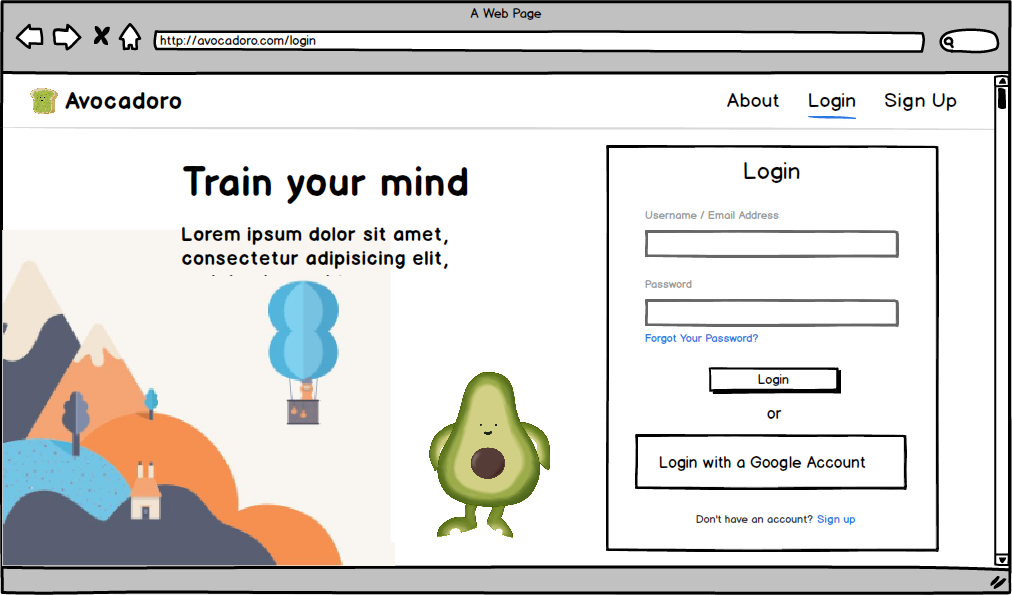 A Web Page
http://avocadoro.com/login
Avocadoro
About Login Sign Up
Train your mind
Lorem ipsum dolor sit amet,
consectetur adipisicing elit,
Login
Username / Email Address
Password
Forgot Your Password?
Login
or
Login with a Google Account
Don't have an account? Sign up